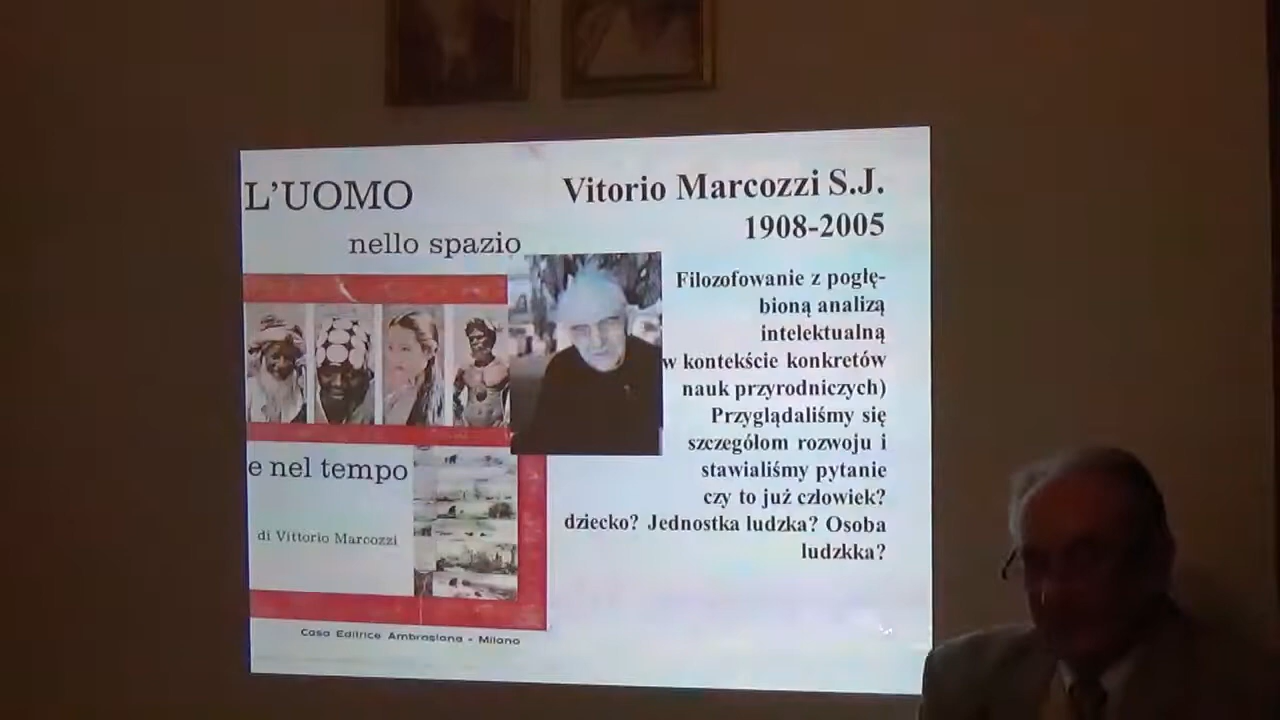 L'UOMO
nello spazio
e nel tempo
di Vittorio Marcozzi
Casa Editrice Ambrosiana - Milano
Vitorio Marcozzi S.J.
1908-2005
Filozofowanie z pogłę-
bioną analizą
intelektualną
w kontekście konkretów
nauk przyrodniczych)
Przyglądaliśmy się
szczegółom rozwoju i
stawialiśmy pytanie
czy to już człowiek?
dziecko? Jednostka ludzka? Osoba
ludzkka?